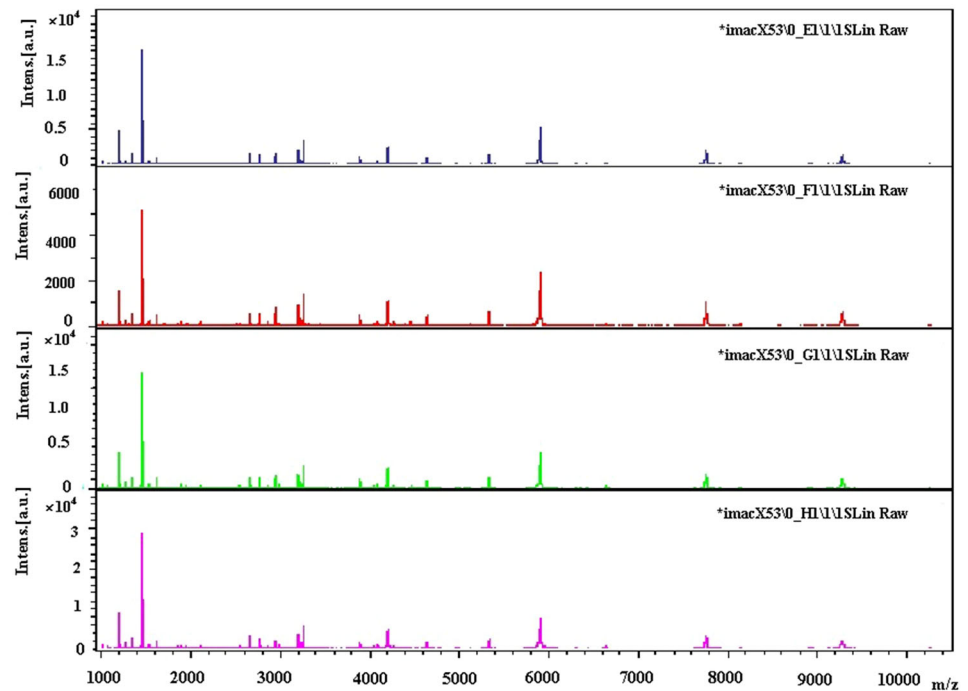 ×10⁴
Intens.[a.u.]
1.5
1.0
0.5
0
*imacX53\0_E1\1\1SLin Raw
Intens.[a.u.]
6000
4000
2000
0
*imacX53\0_F1\1\1SLin Raw
Intens.[a.u.]
×10⁴
1.5
1.0
0.5
0
*imacX53\0_G1\1\1SLin Raw
Intens.[a.u.]
×10⁴
3
2
1
0
*imacX53\0_H1\1\1SLin Raw
1000 2000 3000 4000 5000 6000 7000 8000 9000 10000 m/z